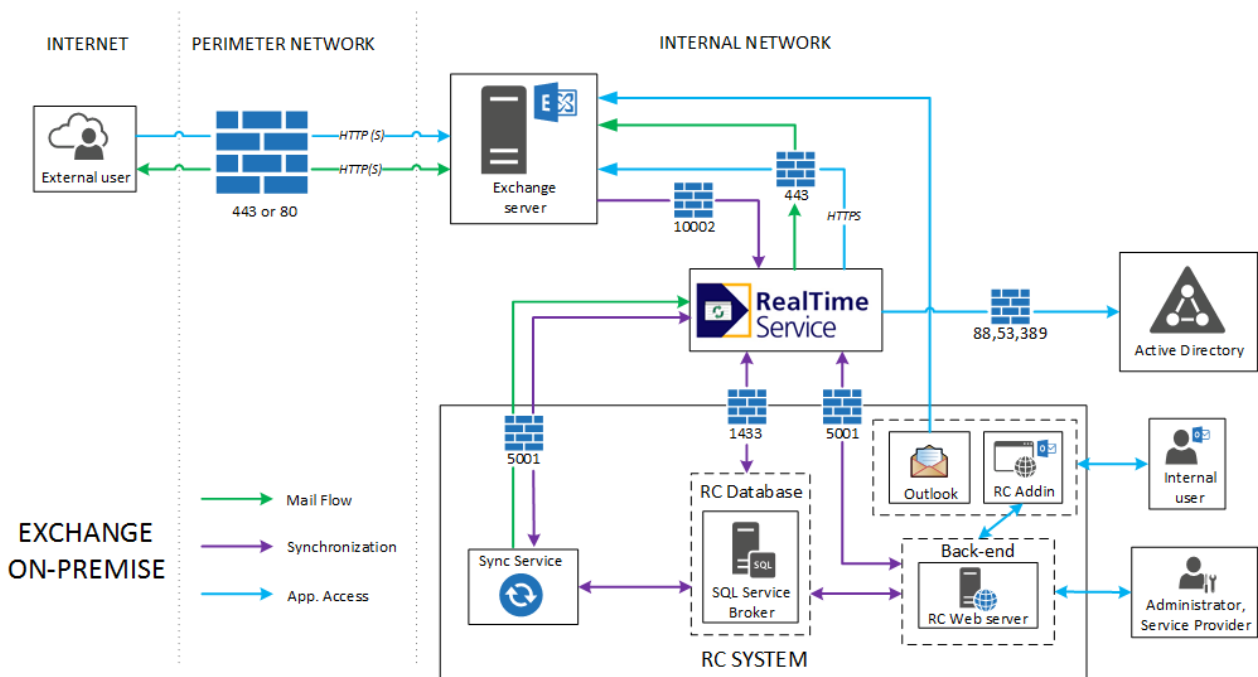 INTERNET
PERIMETER NETWORK
INTERNAL NETWORK
External user
HTTP (S)
HTTP(S)
443 or 80
E
Exchange
server
10002
443
HTTPS
RealTime
Service
88,53,389
Active Directory
5001
1433
5001
Outlook
RC Addin
Internal
user
Mail Flow
Synchronization
App. Access
EXCHANGE
ON-PREMISE
Sync Service
RC Database
SQL
SQL Service
Broker
Back-end
RC Web server
Administrator,
Service Provider
RC SYSTEM